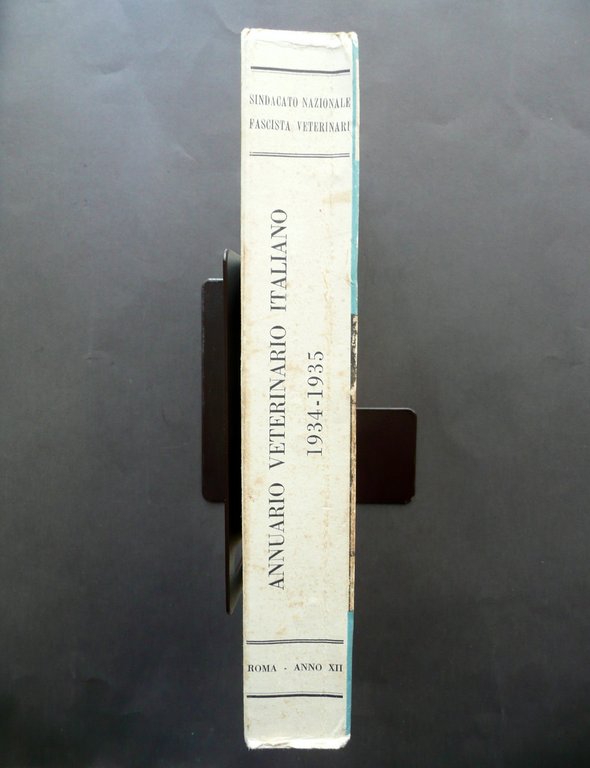 SINDACATO NAZIONALE
FASCISTA VETERINARI
ANNUARIO VETERINARIO ITALIANO
1934-1935
ROMA - ANNO XII